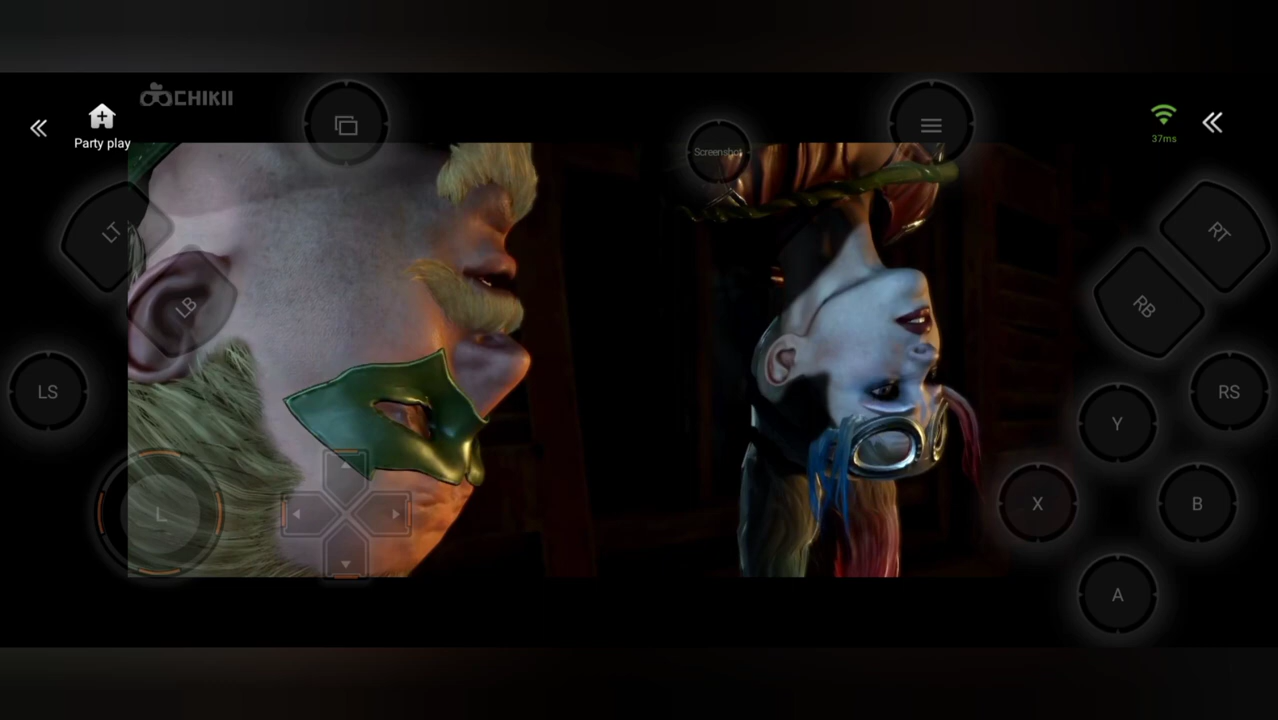 CHIKII
Party play
Screenshot
37ms
LT
RT
LB
RB
LS
RS
Y
L
X
B
A